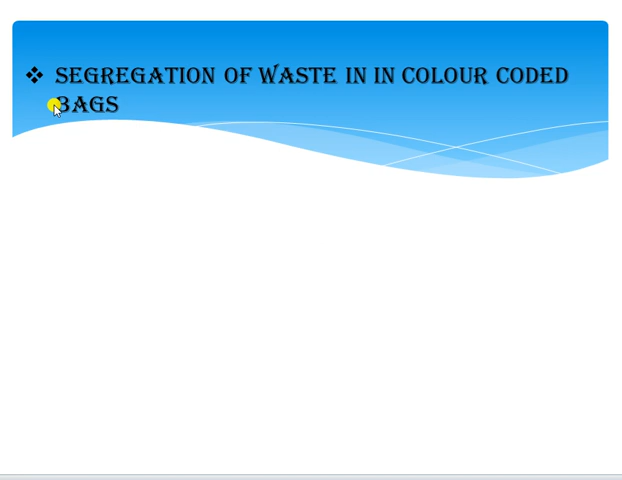 ❖ SEGREGATION OF WASTE IN IN COLOUR CODED
BAGS